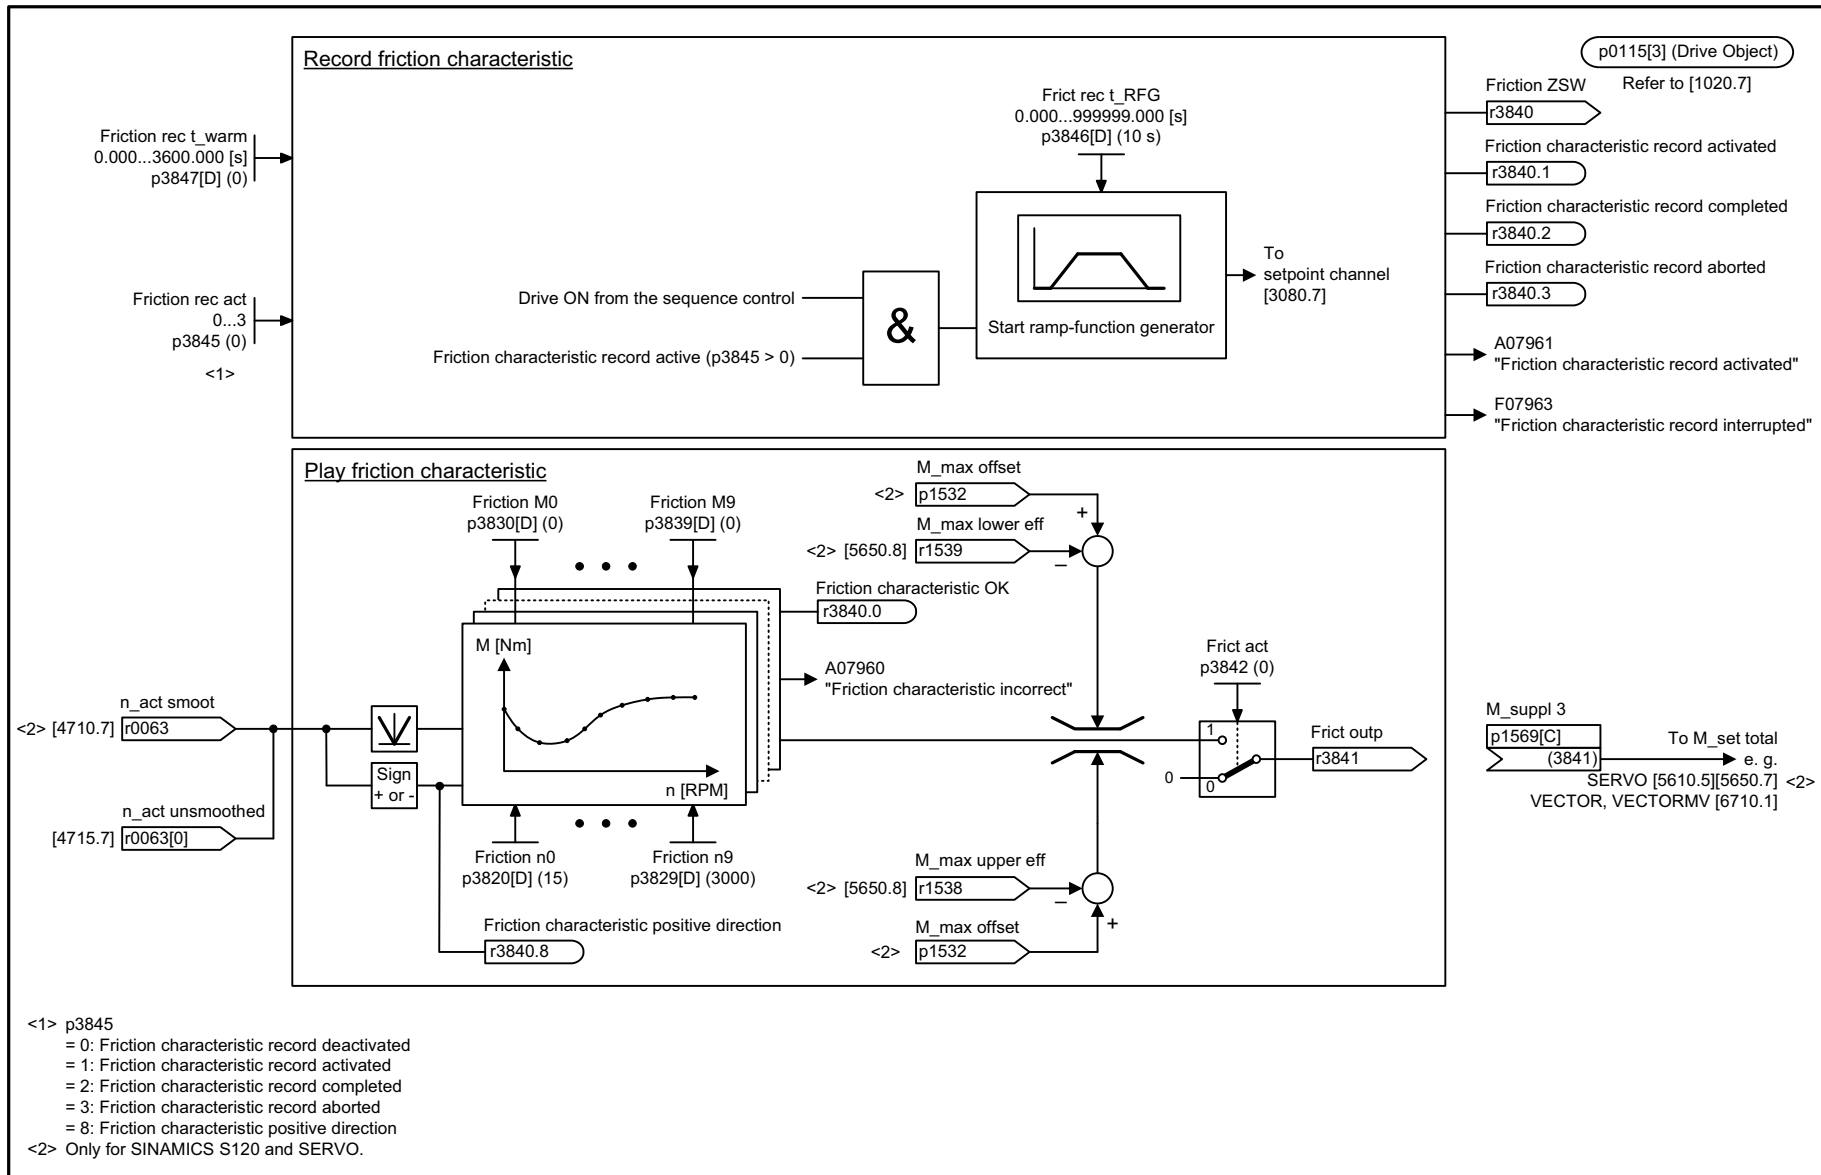 Record friction characteristic
p0115[3] (Drive Object)
Refer to [1020.7]
Friction rec t_warm
0.000...3600.000 [s]
p3847[D] (0)
Friction rec act
0...3
p3845 (0)
<1>
Frict rec t_RFG
0.000...999999.000 [s]
p3846[D] (10 s)
Drive ON from the sequence control
Friction characteristic record active (p3845 > 0)
&
Start ramp-function generator
To
setpoint channel
[3080.7]
Friction ZSW
r3840
Friction characteristic record activated
r3840.1
Friction characteristic record completed
r3840.2
Friction characteristic record aborted
r3840.3
A07961
"Friction characteristic record activated"
F07963
"Friction characteristic record interrupted"
Play friction characteristic
Friction M0
p3830[D] (0)
Friction M9
p3839[D] (0)
M_max offset
<2> p1532
+
M_max lower eff
<2> [5650.8] r1539
–
Friction characteristic OK
r3840.0
A07960
"Friction characteristic incorrect"
M [Nm]
n [RPM]
n_act smoot
<2> [4710.7] r0063
n_act unsmoothed
[4715.7] r0063[0]
Sign
+ or -
Friction n0
p3820[D] (15)
Friction n9
p3829[D] (3000)
Friction characteristic positive direction
r3840.8
M_max upper eff
<2> [5650.8] r1538
–
M_max offset
<2> p1532
+
Frict act
p3842 (0)
1
0
0
Frict outp
r3841
M_suppl 3
p1569[C]
(3841)
To M_set total
e. g.
SERVO [5610.5][5650.7] <2>
VECTOR, VECTORMV [6710.1]
<1> p3845
= 0: Friction characteristic record deactivated
= 1: Friction characteristic record activated
= 2: Friction characteristic record completed
= 3: Friction characteristic record aborted
= 8: Friction characteristic positive direction
<2> Only for SINAMICS S120 and SERVO.